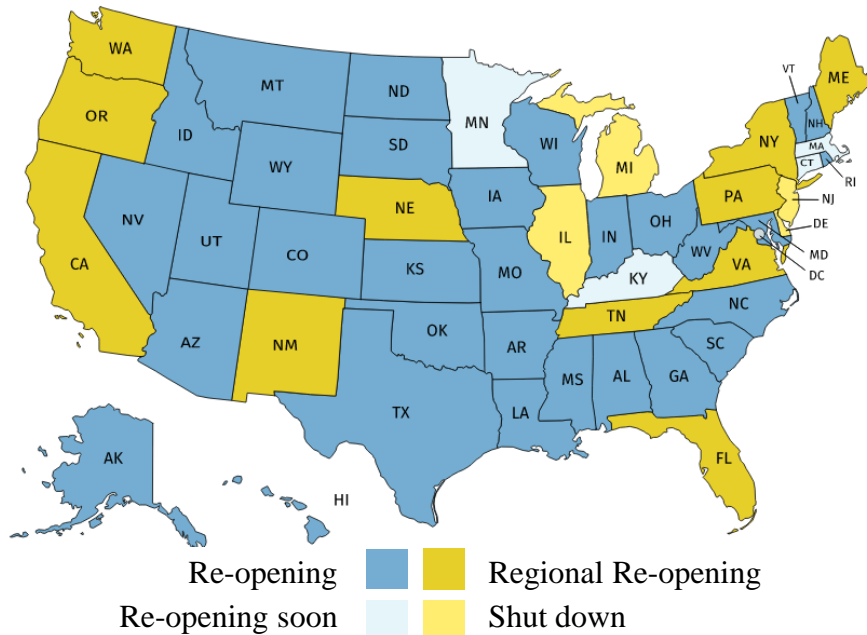 WA
MT
ND
MN
VT
ME
OR
ID
SD
WI
NH
NY
MA
WY
MI
CT
RI
IA
PA
NJ
NE
NV
OH
DE
IL
IN
UT
CO
WV
MD
CA
KS
MO
KY
VA
DC
TN
NC
OK
AZ
NM
AR
SC
MS
AL
GA
TX
LA
AK
FL
HI
Re-opening
Regional Re-opening
Re-opening soon
Shut down